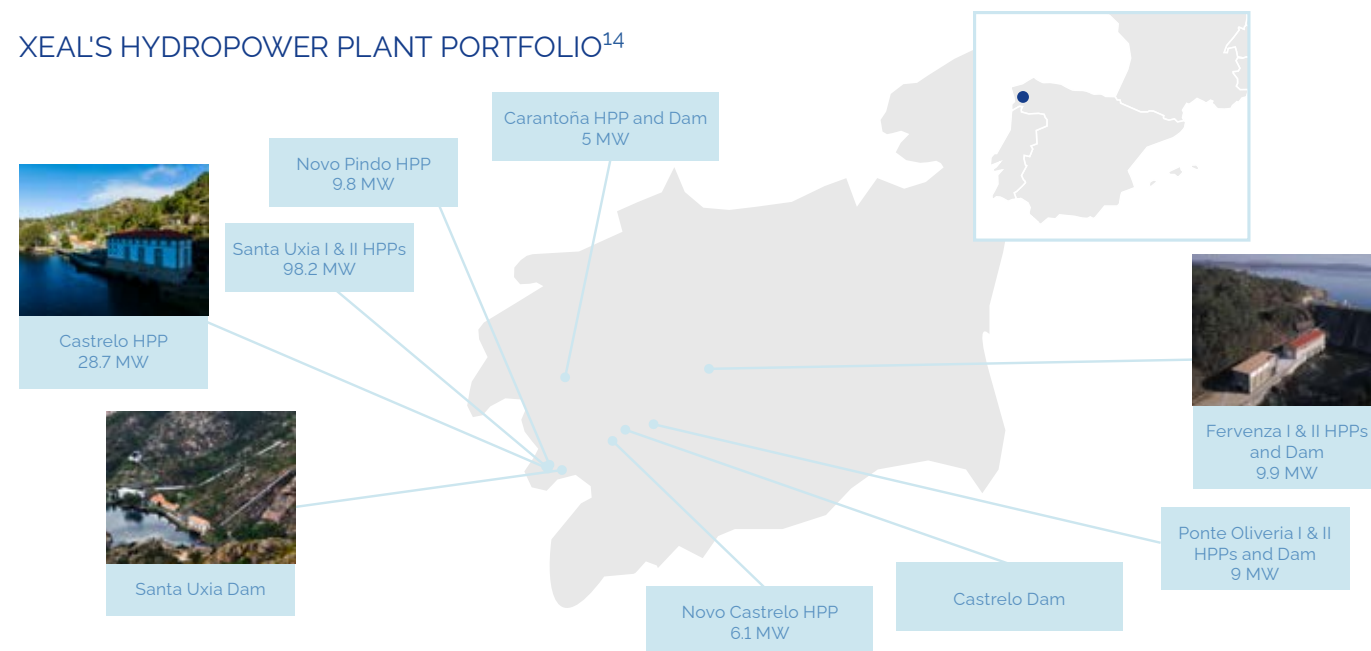 XEAL'S HYDROPOWER PLANT PORTFOLIO14
Carantoña HPP and Dam
5 MW
Novo Pindo HPP
9.8 MW
Santa Uxia I & II HPPs
98.2 MW
Castrelo HPP
28.7 MW
Santa Uxia Dam
Fervenza I & II HPPs
and Dam
9.9 MW
Ponte Oliveria I & II
HPPs and Dam
9 MW
Castrelo Dam
Novo Castrelo HPP
6.1 MW